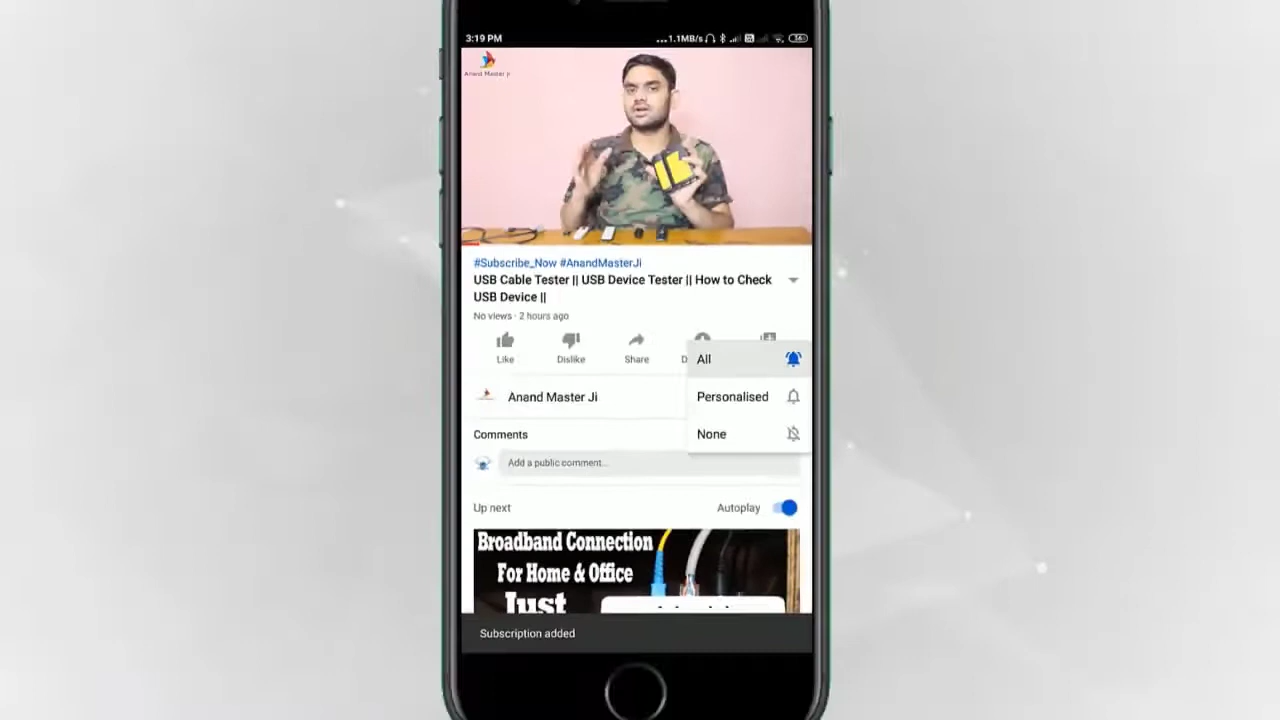 3:19 PM
...1.1MB/s
56
Anand Master ji
#Subscribe_Now #AnandMasterJi
USB Cable Tester || USB Device Tester || How to Check
USB Device ||
No views · 2 hours ago
Like
Dislike
Share
D
All
Personalised
None
Anand Master Ji
Comments
Add a public comment...
Up next
Autoplay
Broadband Connection
For Home & Office
Just
Subscription added